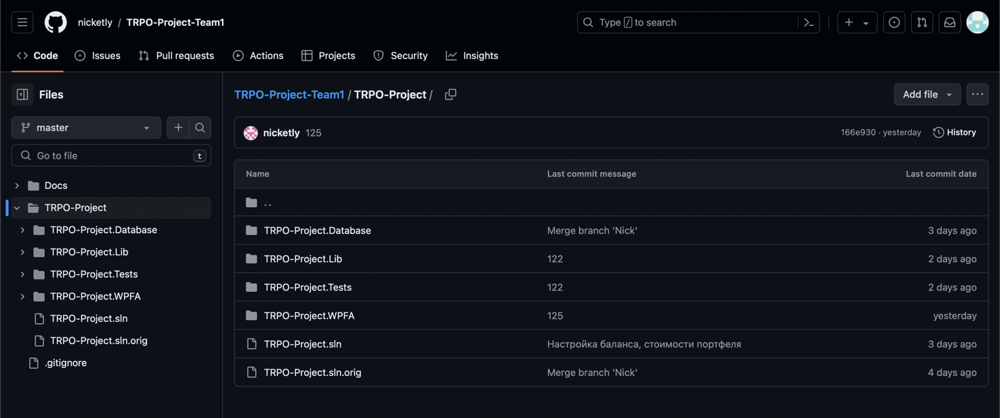 nicketly / TRPO-Project-Team1
Type / to search
Code Issues Pull requests Actions Projects Security Insights
Files
master
Go to file t
Docs
TRPO-Project
TRPO-Project.Database
TRPO-Project.Lib
TRPO-Project.Tests
TRPO-Project.WPFA
TRPO-Project.sln
TRPO-Project.sln.orig
.gitignore
TRPO-Project-Team1 / TRPO-Project /
Add file
nicketly 125 166e930 · yesterday History
Name Last commit message Last commit date
..
TRPO-Project.Database Merge branch 'Nick' 3 days ago
TRPO-Project.Lib 122 2 days ago
TRPO-Project.Tests 122 2 days ago
TRPO-Project.WPFA 125 yesterday
TRPO-Project.sln Настройка баланса, стоимости портфеля 3 days ago
TRPO-Project.sln.orig Merge branch 'Nick' 4 days ago